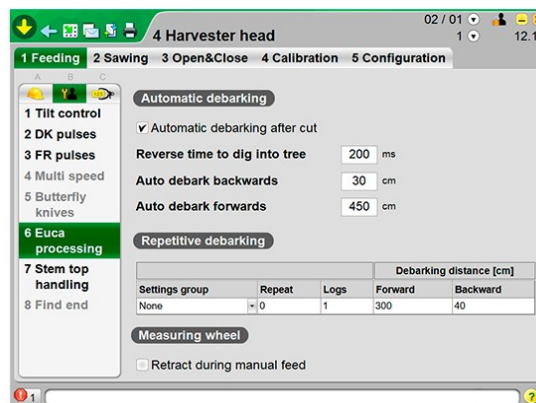 02 / 01
4 Harvester head
1
12.1
1 Feeding 2 Sawing 3 Open&Close 4 Calibration 5 Configuration
A B C
1 Tilt control
2 DK pulses
3 FR pulses
4 Multi speed
5 Butterfly
knives
6 Euca
processing
7 Stem top
handling
8 Find end
Automatic debarking
Automatic debarking after cut
Reverse time to dig into tree 200 ms
Auto debark backwards 30 cm
Auto debark forwards 450 cm
Repetitive debarking
Debarking distance [cm]
Settings group Repeat Logs Forward Backward
None 0 1 300 40
Measuring wheel
Retract during manual feed
1
?